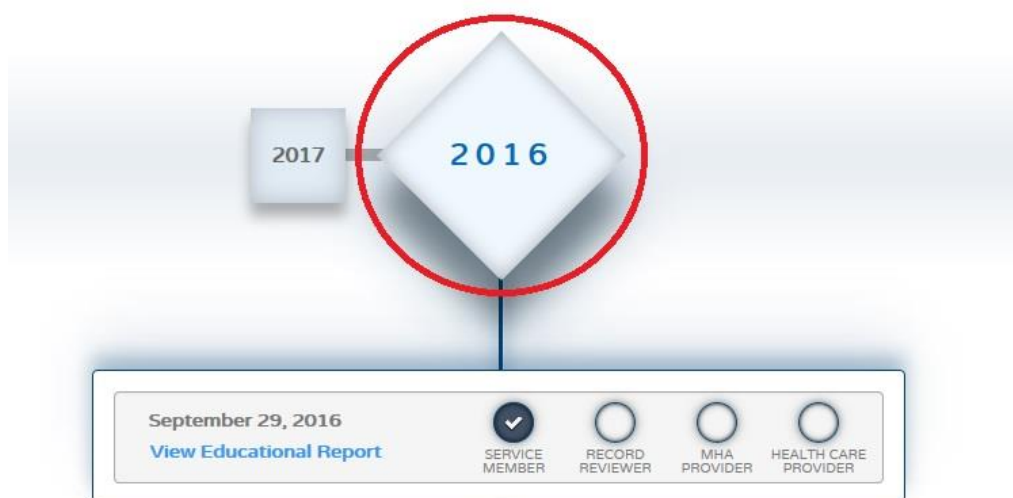 2017
2016
September 29, 2016
View Educational Report
SERVICE
MEMBER
RECORD
REVIEWER
MHA
PROVIDER
HEALTH CARE
PROVIDER